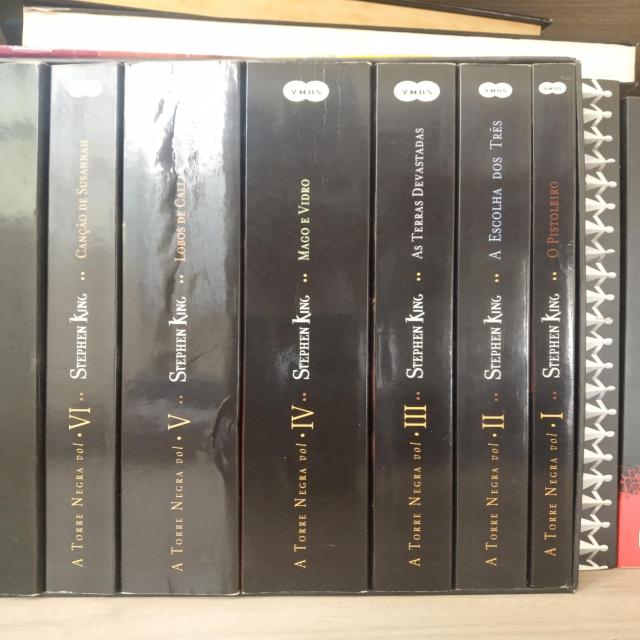 A TORRE NEGRA vol • VI •• STEPHEN KING •• CANÇÃO DE SUSANNAH
A TORRE NEGRA vol • V •• STEPHEN KING •• LOBOS DE
A TORRE NEGRA vol • IV •• STEPHEN KING •• MAGO E VIDRO
SUMA
A TORRE NEGRA vol • III •• STEPHEN KING •• AS TERRAS DEVASTADAS
SUMA
A TORRE NEGRA vol • II •• STEPHEN KING •• A ESCOLHA DOS TRÊS
SUMA
A TORRE NEGRA vol • I •• STEPHEN KING •• O PISTOLEIRO
SUMA